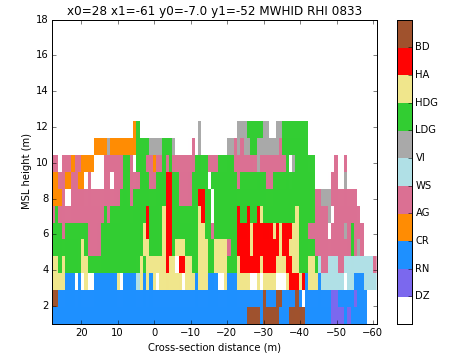 x0=28 x1=-61 y0=-7.0 y1=-52 MWHID RHI 0833
MSL height (m)
18
16
14
12
10
8
6
4
2
20 10 0 −10 −20 −30 −40 −50 −60
Cross-section distance (m)
BD
HA
HDG
LDG
VI
WS
AG
CR
RN
DZ